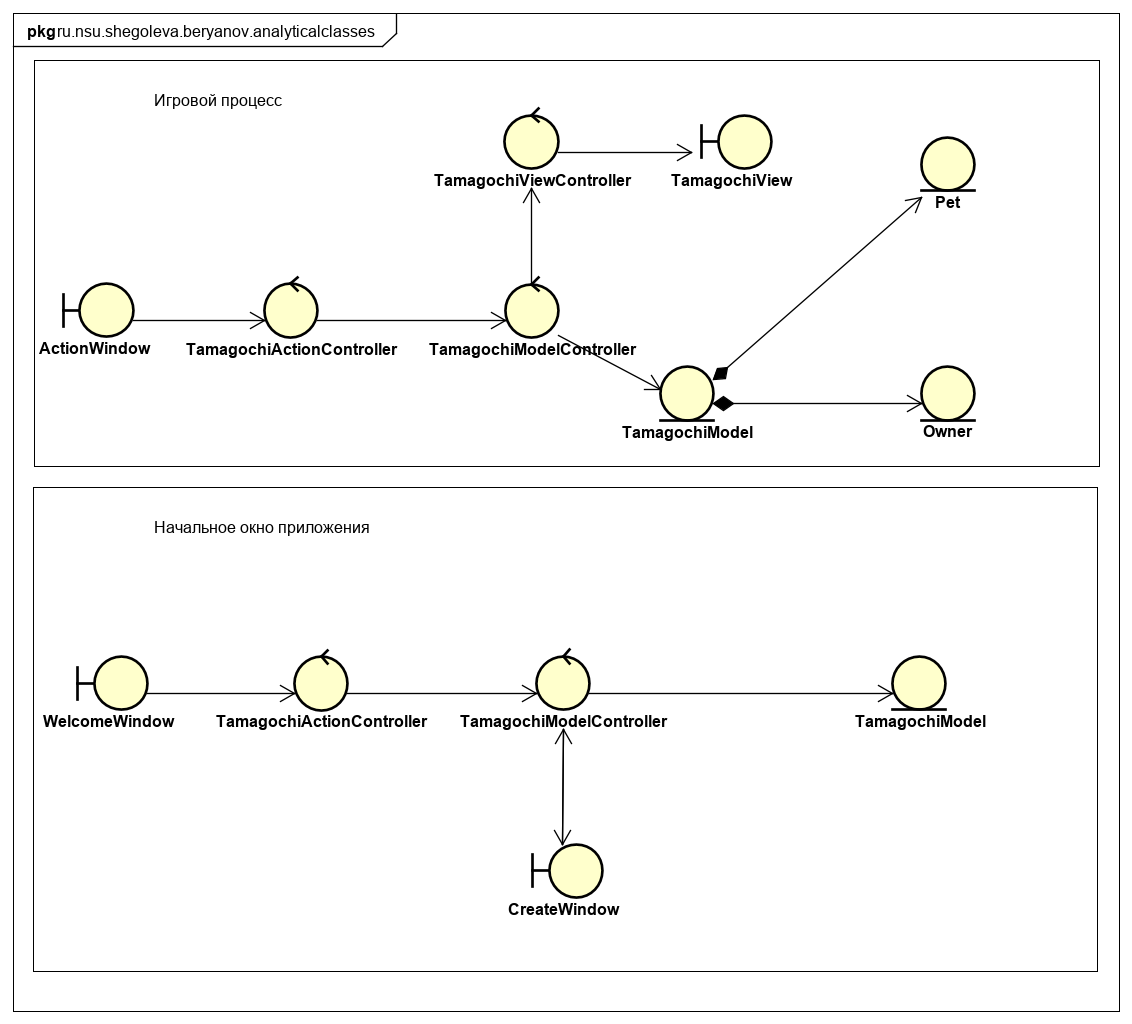 pkg ru.nsu.shegoleva.beryanov.analyticalclasses
Игровой процесс
TamagochiViewController
TamagochiView
Pet
ActionWindow
TamagochiActionController
TamagochiModelController
TamagochiModel
Owner
Начальное окно приложения
WelcomeWindow
TamagochiActionController
TamagochiModelController
TamagochiModel
CreateWindow